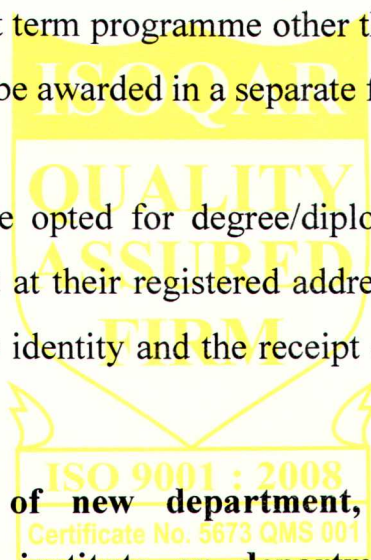 t term programme other th
ISOQAR
be awarded in a separate f
QUALITY
e opted for degree/diplo
ASSURED
at their registered addre
FIRM
identity and the receipt
ISO 9001 : 2008
of new department,
Certificate No. 5673 QMS 001